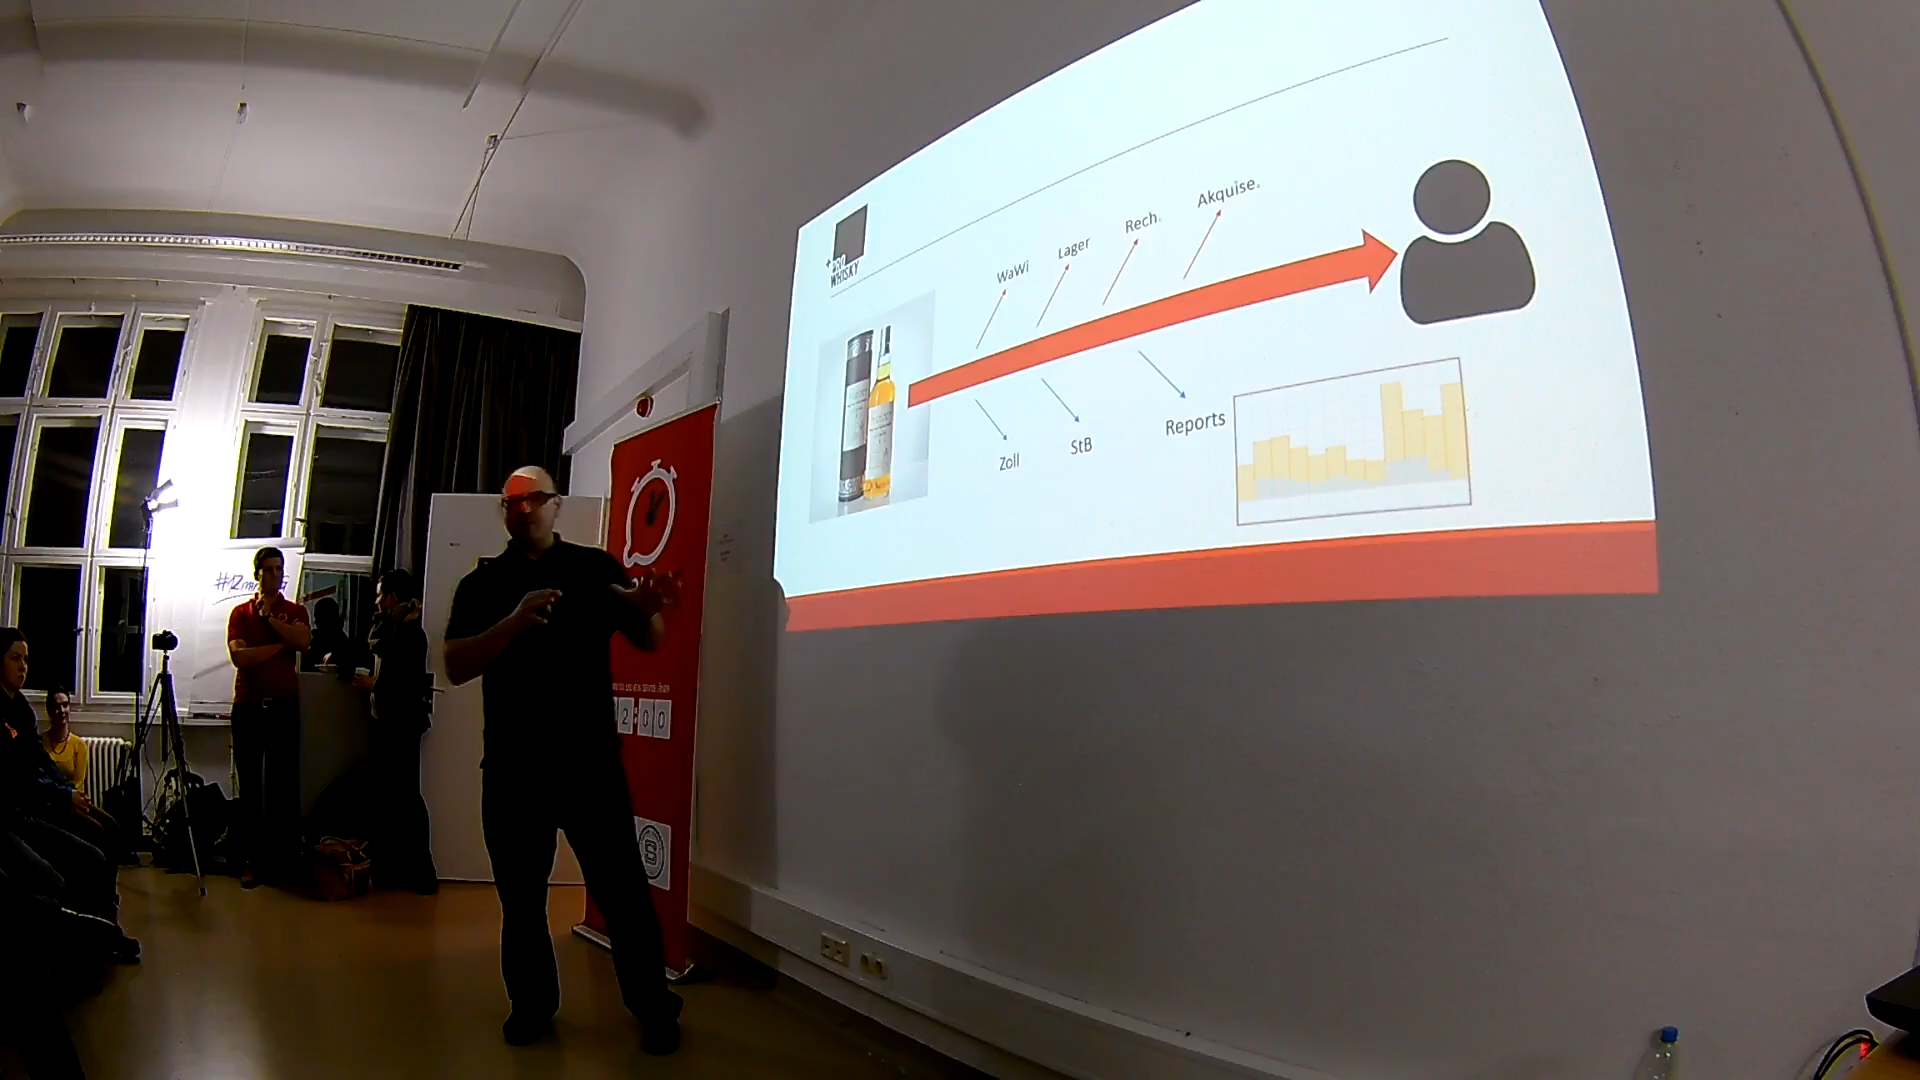 WHISKY
WaWi
Lager
Rech.
Akquise.
Zoll
StB
Reports
2:00
S